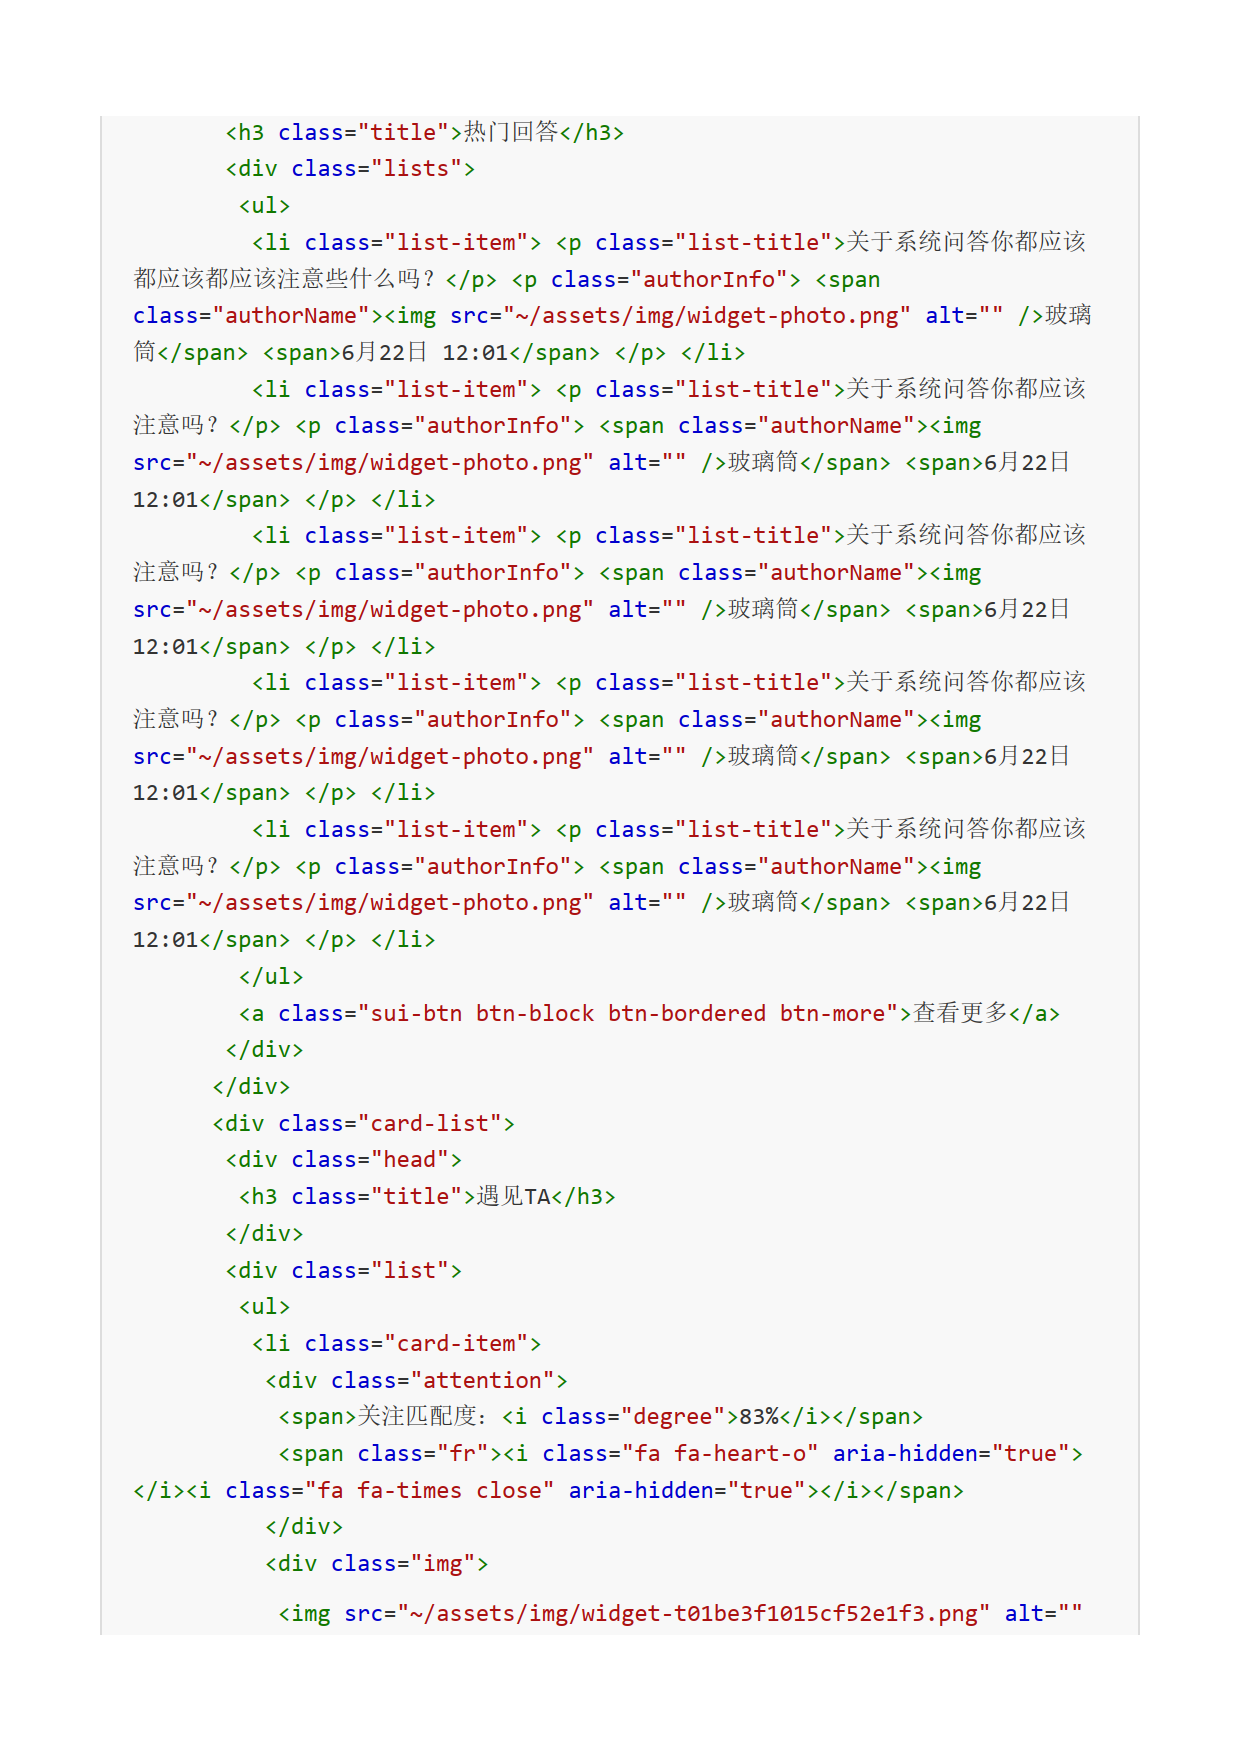 <h3 class="title">热门回答</h3>
<div class="lists">
<ul>
<li class="list-item"> <p class="list-title">关于系统问答你都应该
都应该都应该注意些什么吗？</p> <p class="authorInfo"> <span
class="authorName"><img src="~/assets/img/widget-photo.png" alt="" />玻璃
筒</span> <span>6月22日 12:01</span> </p> </li>
<li class="list-item"> <p class="list-title">关于系统问答你都应该
注意吗？</p> <p class="authorInfo"> <span class="authorName"><img
src="~/assets/img/widget-photo.png" alt="" />玻璃筒</span> <span>6月22日
12:01</span> </p> </li>
<li class="list-item"> <p class="list-title">关于系统问答你都应该
注意吗？</p> <p class="authorInfo"> <span class="authorName"><img
src="~/assets/img/widget-photo.png" alt="" />玻璃筒</span> <span>6月22日
12:01</span> </p> </li>
<li class="list-item"> <p class="list-title">关于系统问答你都应该
注意吗？</p> <p class="authorInfo"> <span class="authorName"><img
src="~/assets/img/widget-photo.png" alt="" />玻璃筒</span> <span>6月22日
12:01</span> </p> </li>
<li class="list-item"> <p class="list-title">关于系统问答你都应该
注意吗？</p> <p class="authorInfo"> <span class="authorName"><img
src="~/assets/img/widget-photo.png" alt="" />玻璃筒</span> <span>6月22日
12:01</span> </p> </li>
</ul>
<a class="sui-btn btn-block btn-bordered btn-more">查看更多</a>
</div>
</div>
<div class="card-list">
<div class="head">
<h3 class="title">遇见TA</h3>
</div>
<div class="list">
<ul>
<li class="card-item">
<div class="attention">
<span>关注匹配度：<i class="degree">83%</i></span>
<span class="fr"><i class="fa fa-heart-o" aria-hidden="true">
</i><i class="fa fa-times close" aria-hidden="true"></i></span>
</div>
<div class="img">
<img src="~/assets/img/widget-t01be3f1015cf52e1f3.png" alt=""